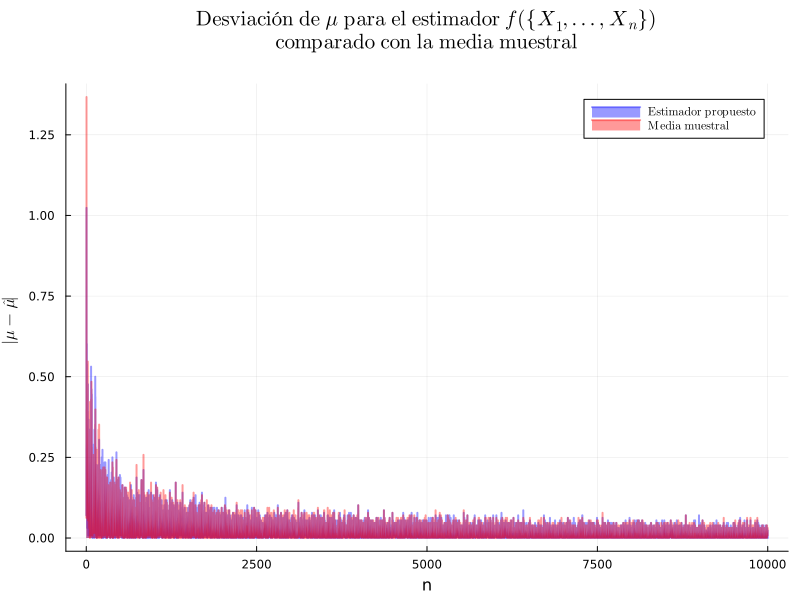 Desviación de μ para el estimador f({X₁,..., Xₙ})
comparado con la media muestral
Estimador propuesto
Media muestral
|μ − μ̂|
1.25
1.00
0.75
0.50
0.25
0.00
0
2500
5000
7500
10000
n